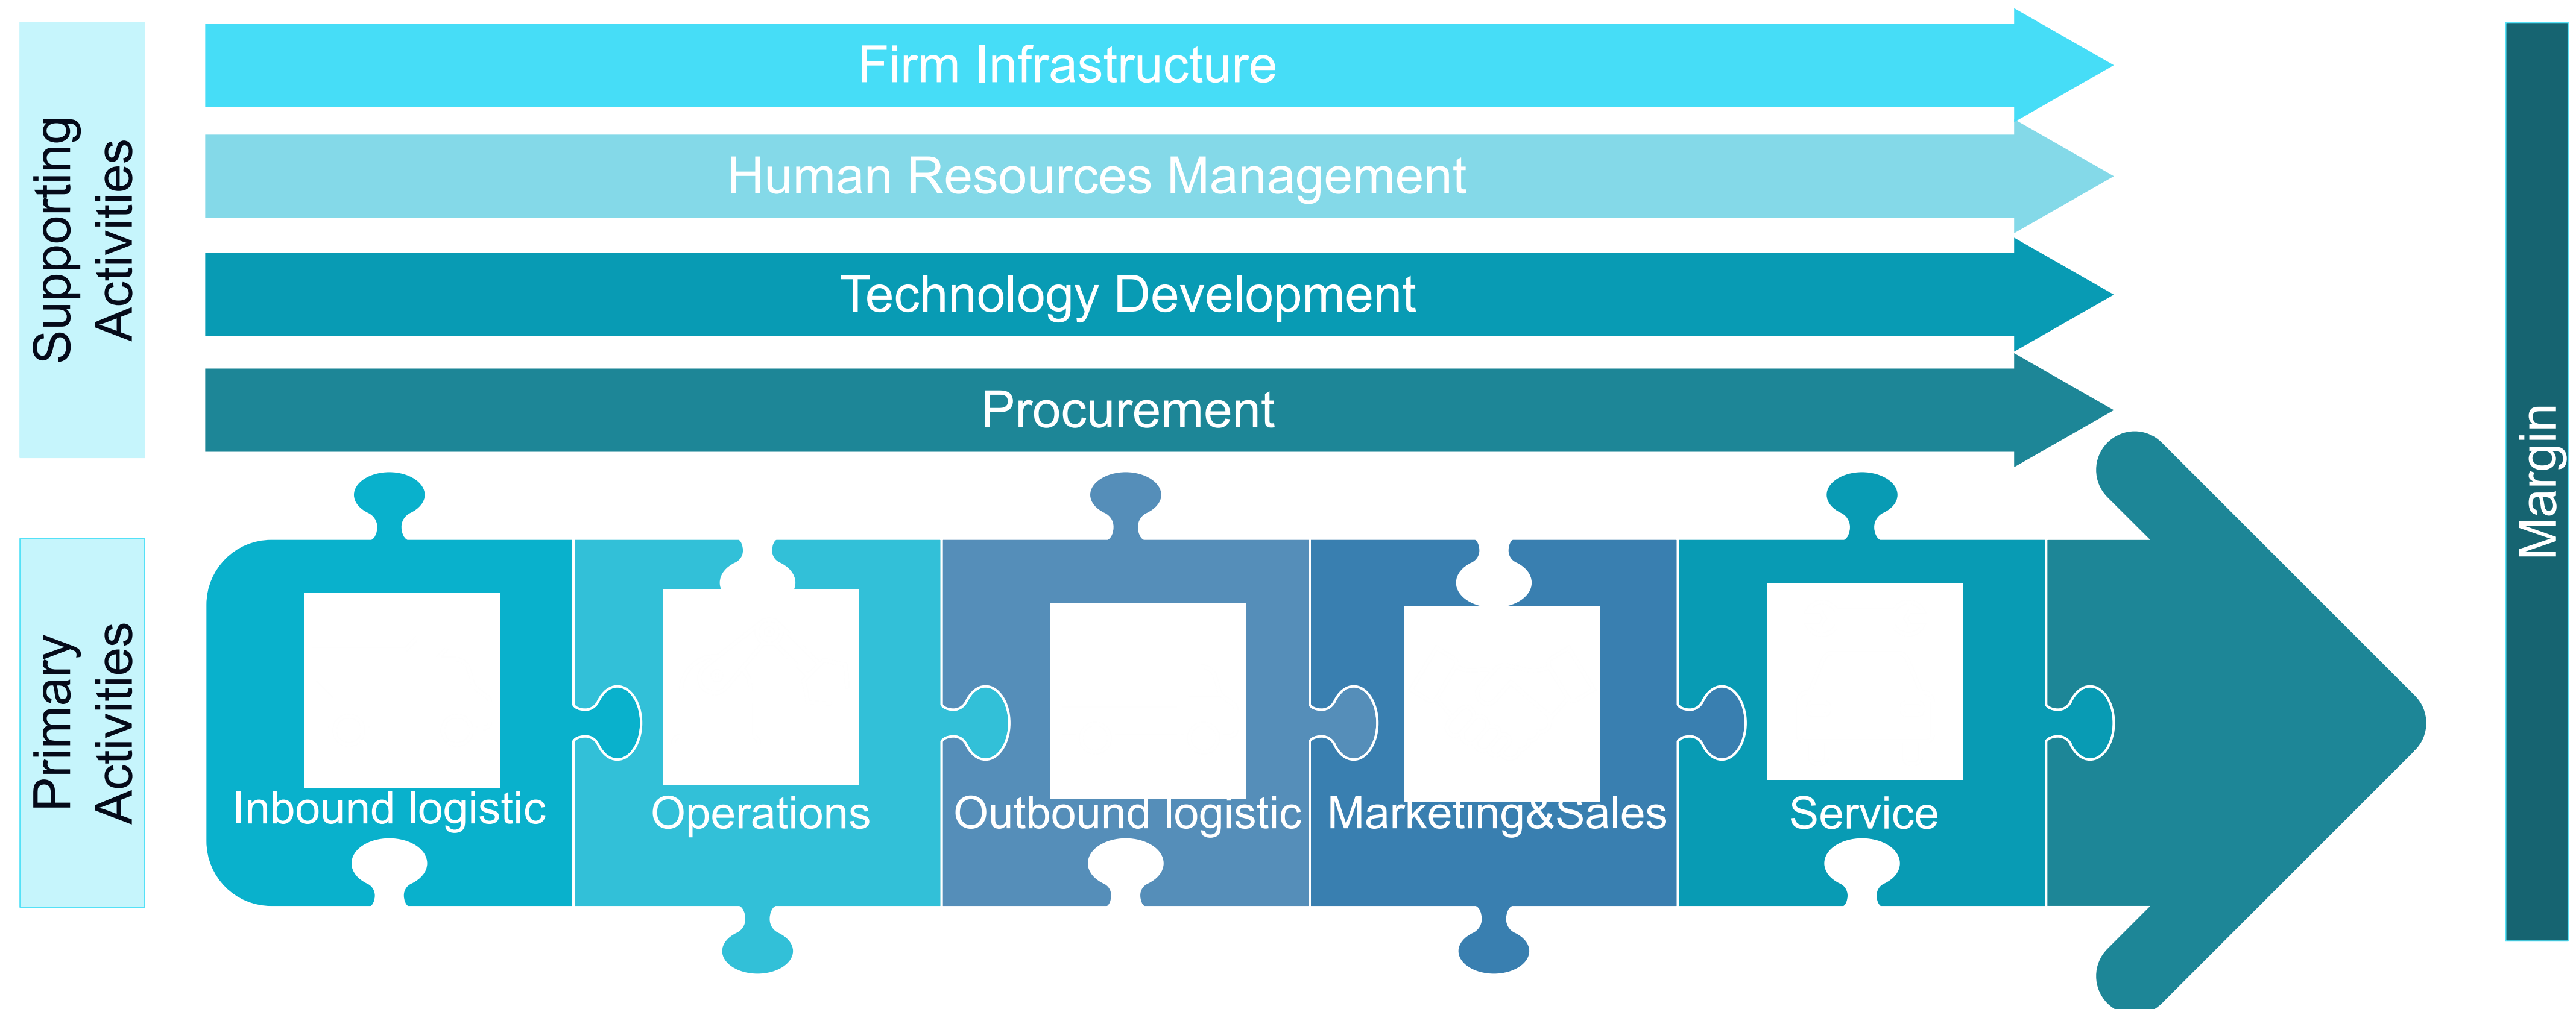 Supporting
Activities
Firm Infrastructure
Human Resources Management
Technology Development
Procurement
Primary
Activities
Inbound logistic
Operations
Outbound logistic
Marketing&Sales
Service
Margin